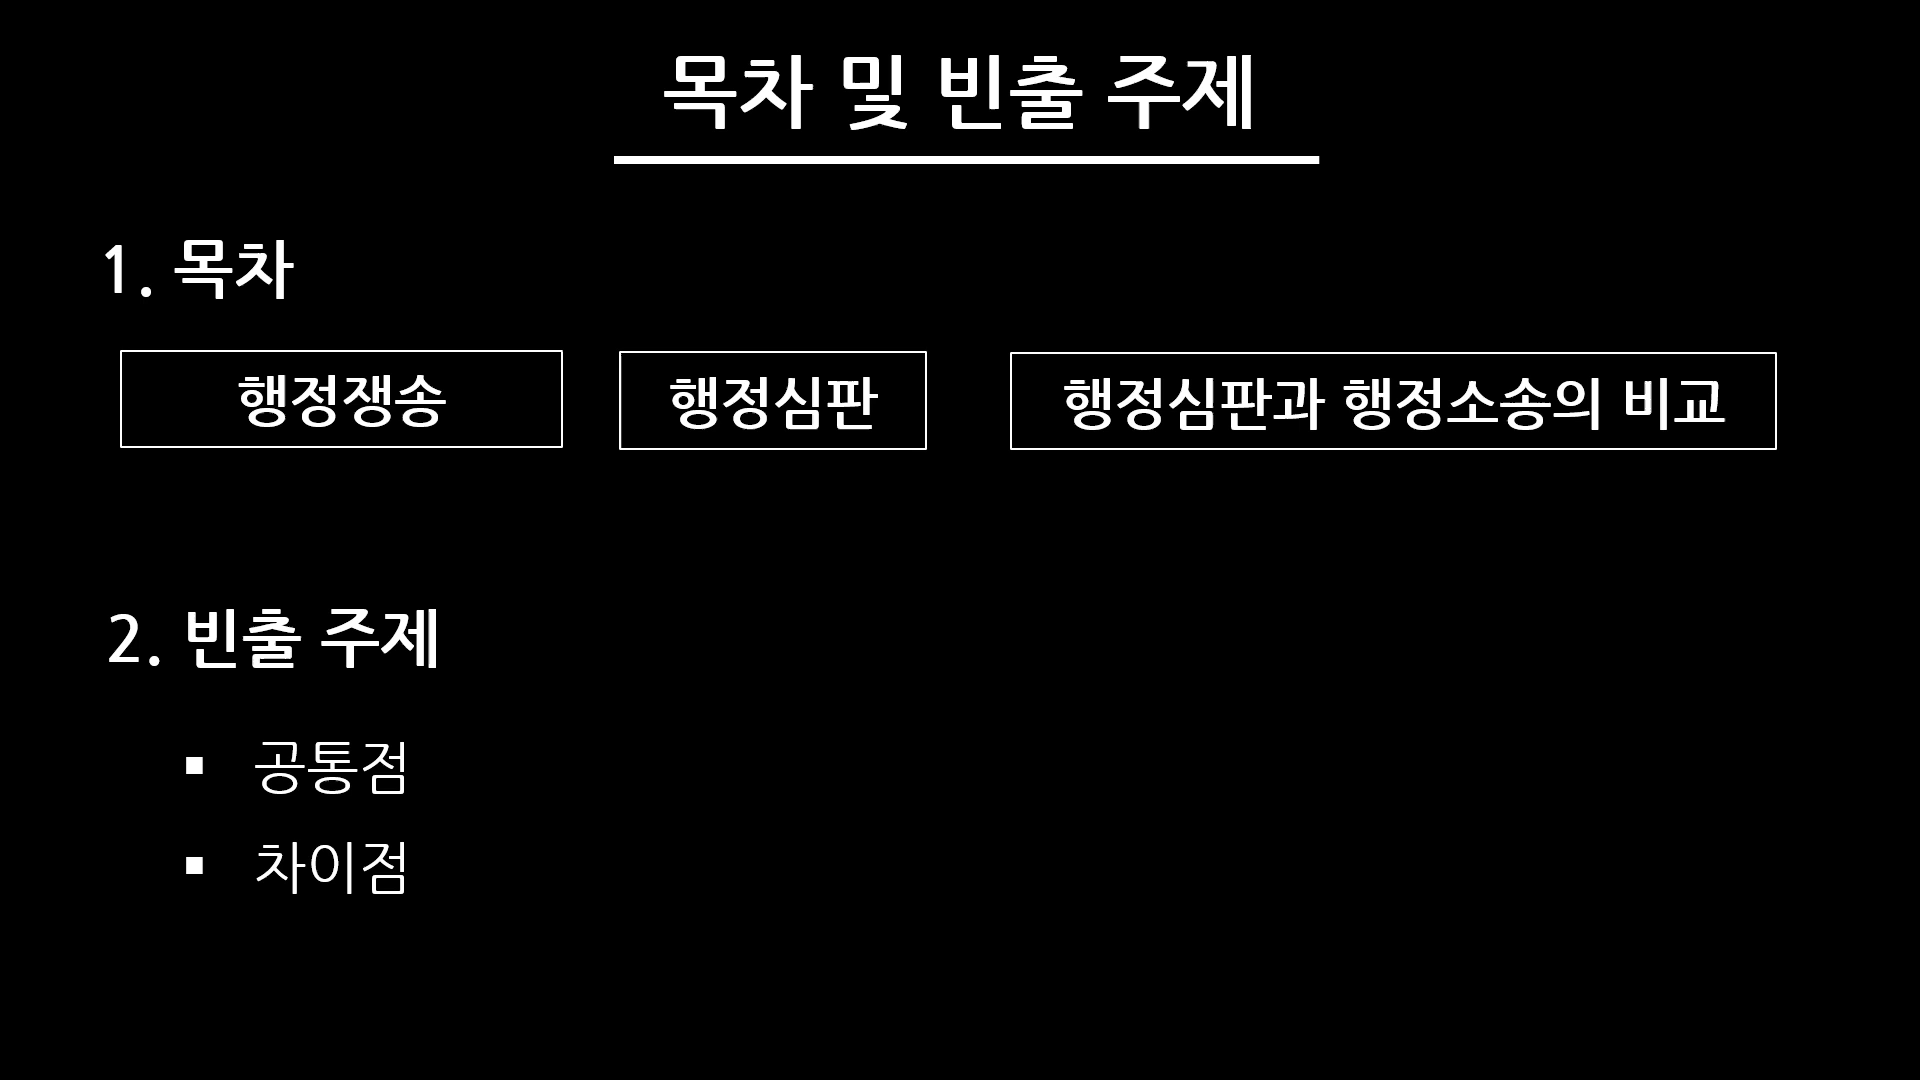 목차 및 빈출 주제
1. 목차
행정쟁송
행정심판
행정심판과 행정소송의 비교
2. 빈출 주제
▪ 공통점
▪ 차이점